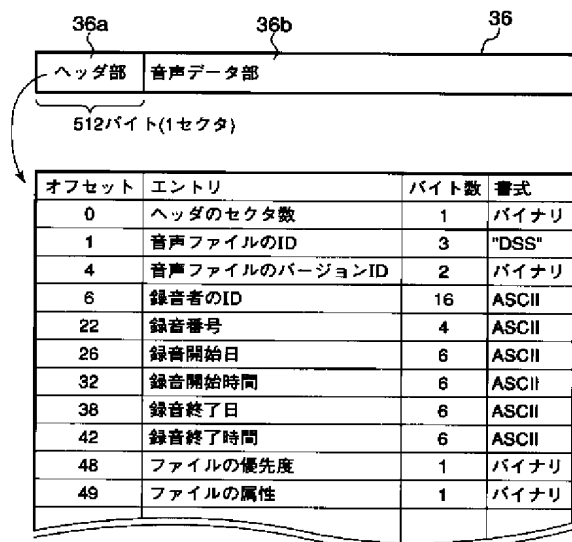 36a 36b 36
ヘッダ部 音声データ部
512バイト(1セクタ)
オフセット エントリ バイト数 書式
0 ヘッダのセクタ数 1 バイナリ
1 音声ファイルのID 3 "DSS"
4 音声ファイルのバージョンID 2 バイナリ
6 録音者のID 16 ASCII
22 録音番号 4 ASCII
26 録音開始日 6 ASCII
32 録音開始時間 6 ASCII
38 録音終了日 6 ASCII
42 録音終了時間 6 ASCII
48 ファイルの優先度 1 バイナリ
49 ファイルの属性 1 バイナリ